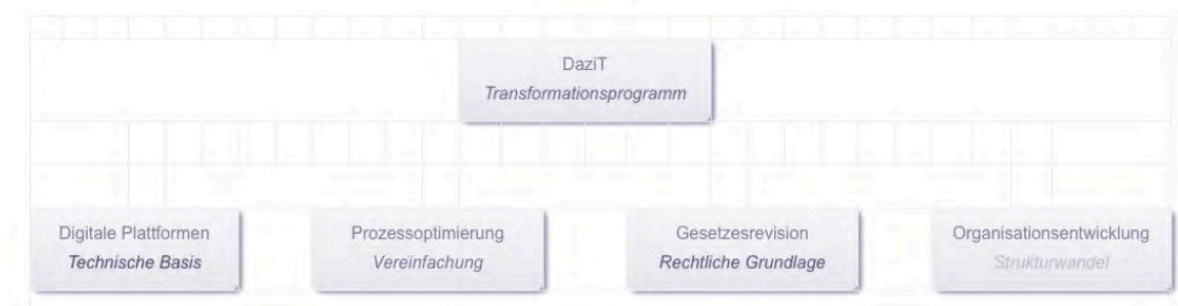 DaziT
Transformationsprogramm
Digitale Plattformen
Technische Basis
Prozessoptimierung
Vereinfachung
Gesetzesrevision
Rechtliche Grundlage
Organisationsentwicklung
Strukturwandel